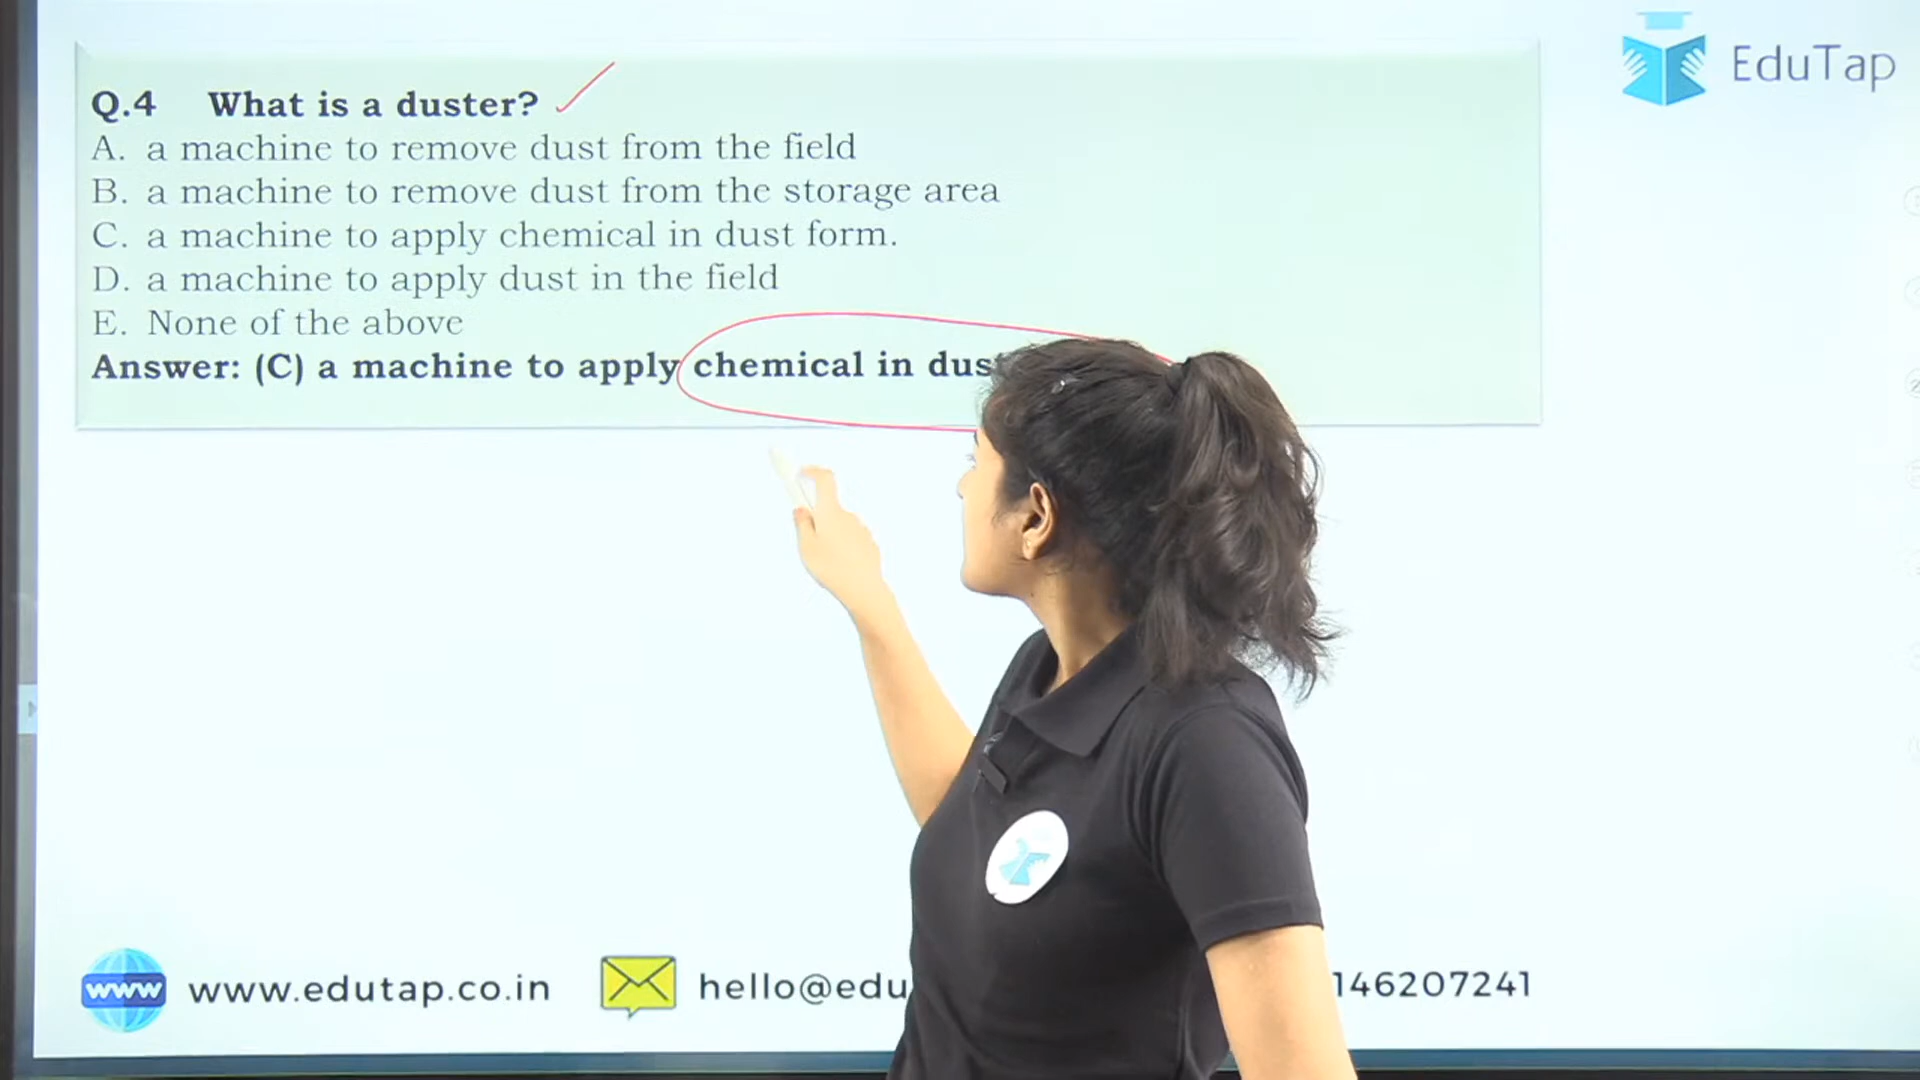 EduTap
Q.4 What is a duster?
A. a machine to remove dust from the field
B. a machine to remove dust from the storage area
C. a machine to apply chemical in dust form.
D. a machine to apply dust in the field
E. None of the above
Answer: (C) a machine to apply chemical in dus
www www.edutap.co.in hello@edu 146207241